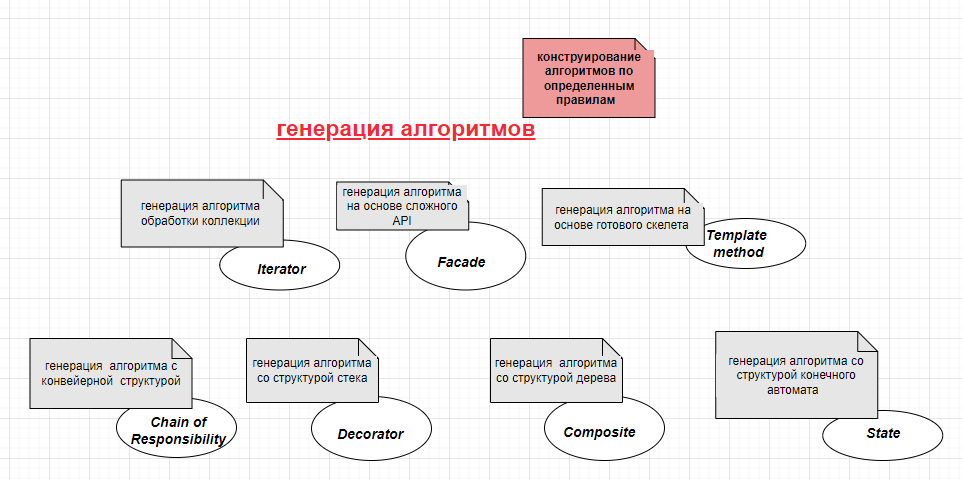 конструирование
алгоритмов по
определенным
правилам
генерация алгоритмов
генерация алгоритма
обработки коллекции
Iterator
генерация алгоритма
на основе сложного
API
Facade
генерация алгоритма на
основе готового скелета
Template
method
генерация алгоритма с
конвейерной структурой
Chain of
Responsibility
генерация алгоритма
со структурой стека
Decorator
генерация алгоритма
со структурой дерева
Composite
генерация алгоритма со
структурой конечного
автомата
State